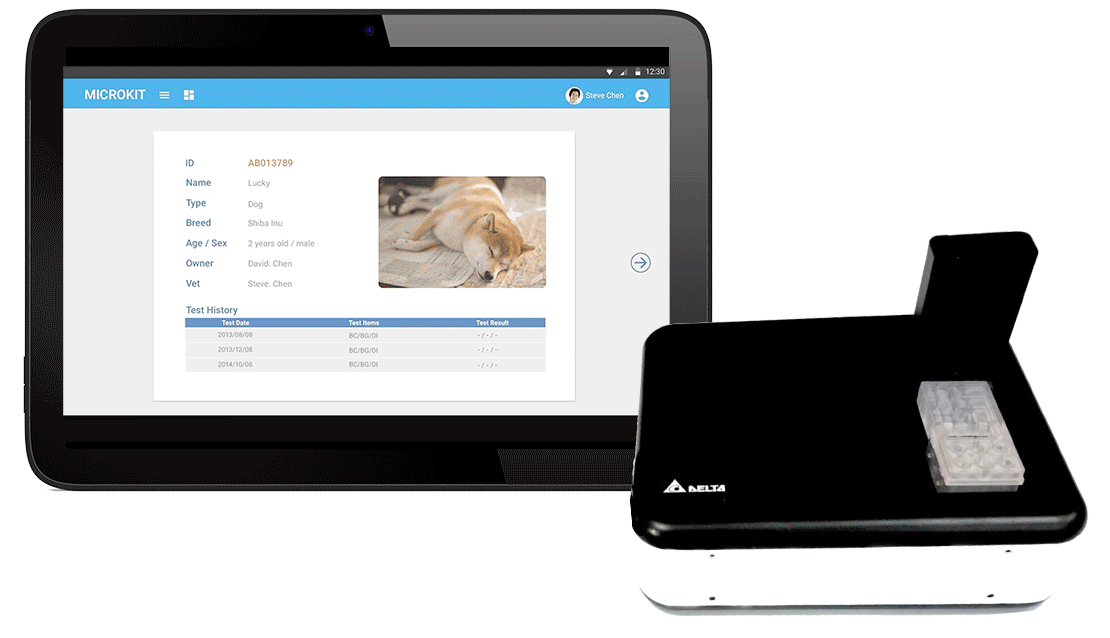 12:30
MICROKIT
Steve Chen
ID AB013789
Name Lucky
Type Dog
Breed Shiba Inu
Age / Sex 2 years old / male
Owner David. Chen
Vet Steve. Chen
Test History
Test Date Test Items Test Result
2013/08/08 BC/BG/DI - / - / -
2013/12/08 BC/BG/DI - / - / -
2014/10/08 BC/BG/DI - / - / -
DELTA